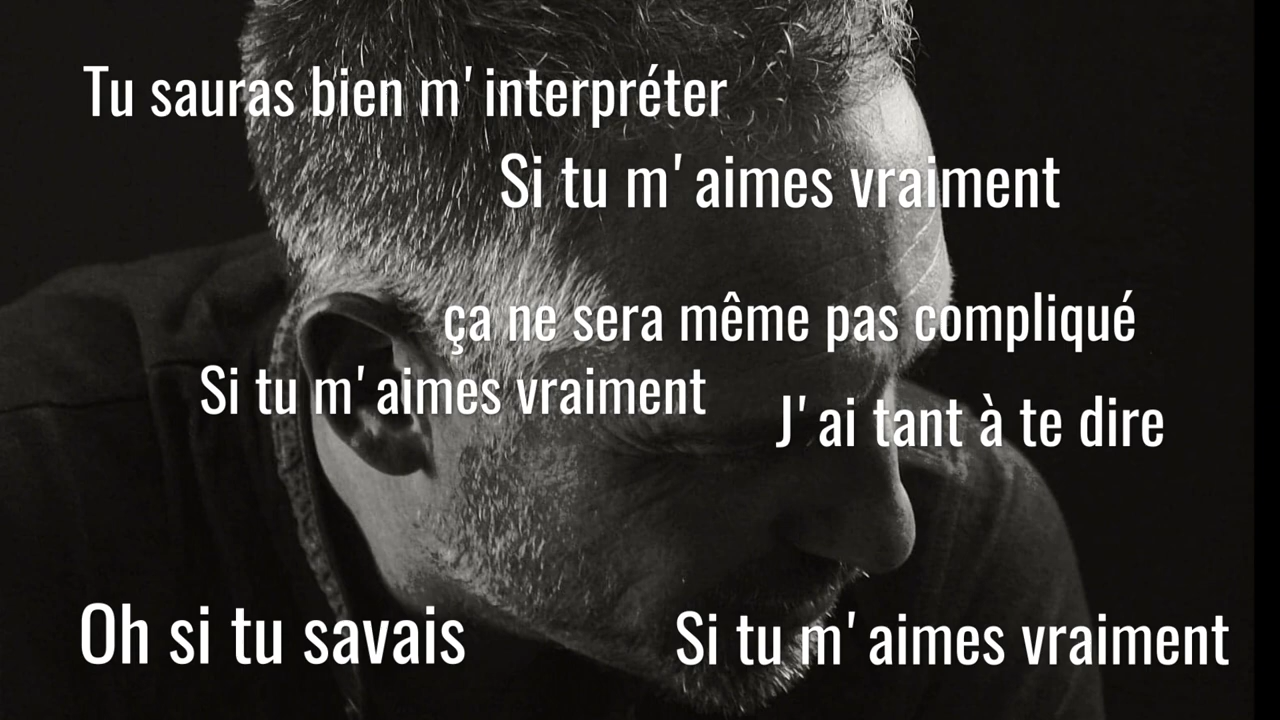 Tu sauras bien m'interpréter
Si tu m'aimes vraiment
ça ne sera même pas compliqué
Si tu m'aimes vraiment
J'ai tant à te dire
Oh si tu savais
Si tu m'aimes vraiment